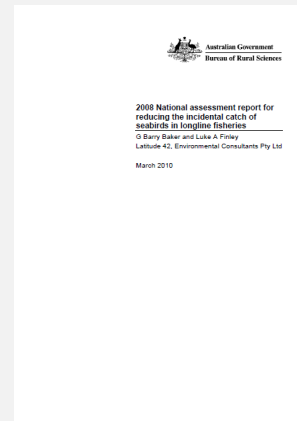 Australian Government
Bureau of Rural Sciences
2008 National assessment report for
reducing the incidental catch of
seabirds in longline fisheries
G Barry Baker and Luke A Finley
Latitude 42, Environmental Consultants Pty Ltd
March 2010